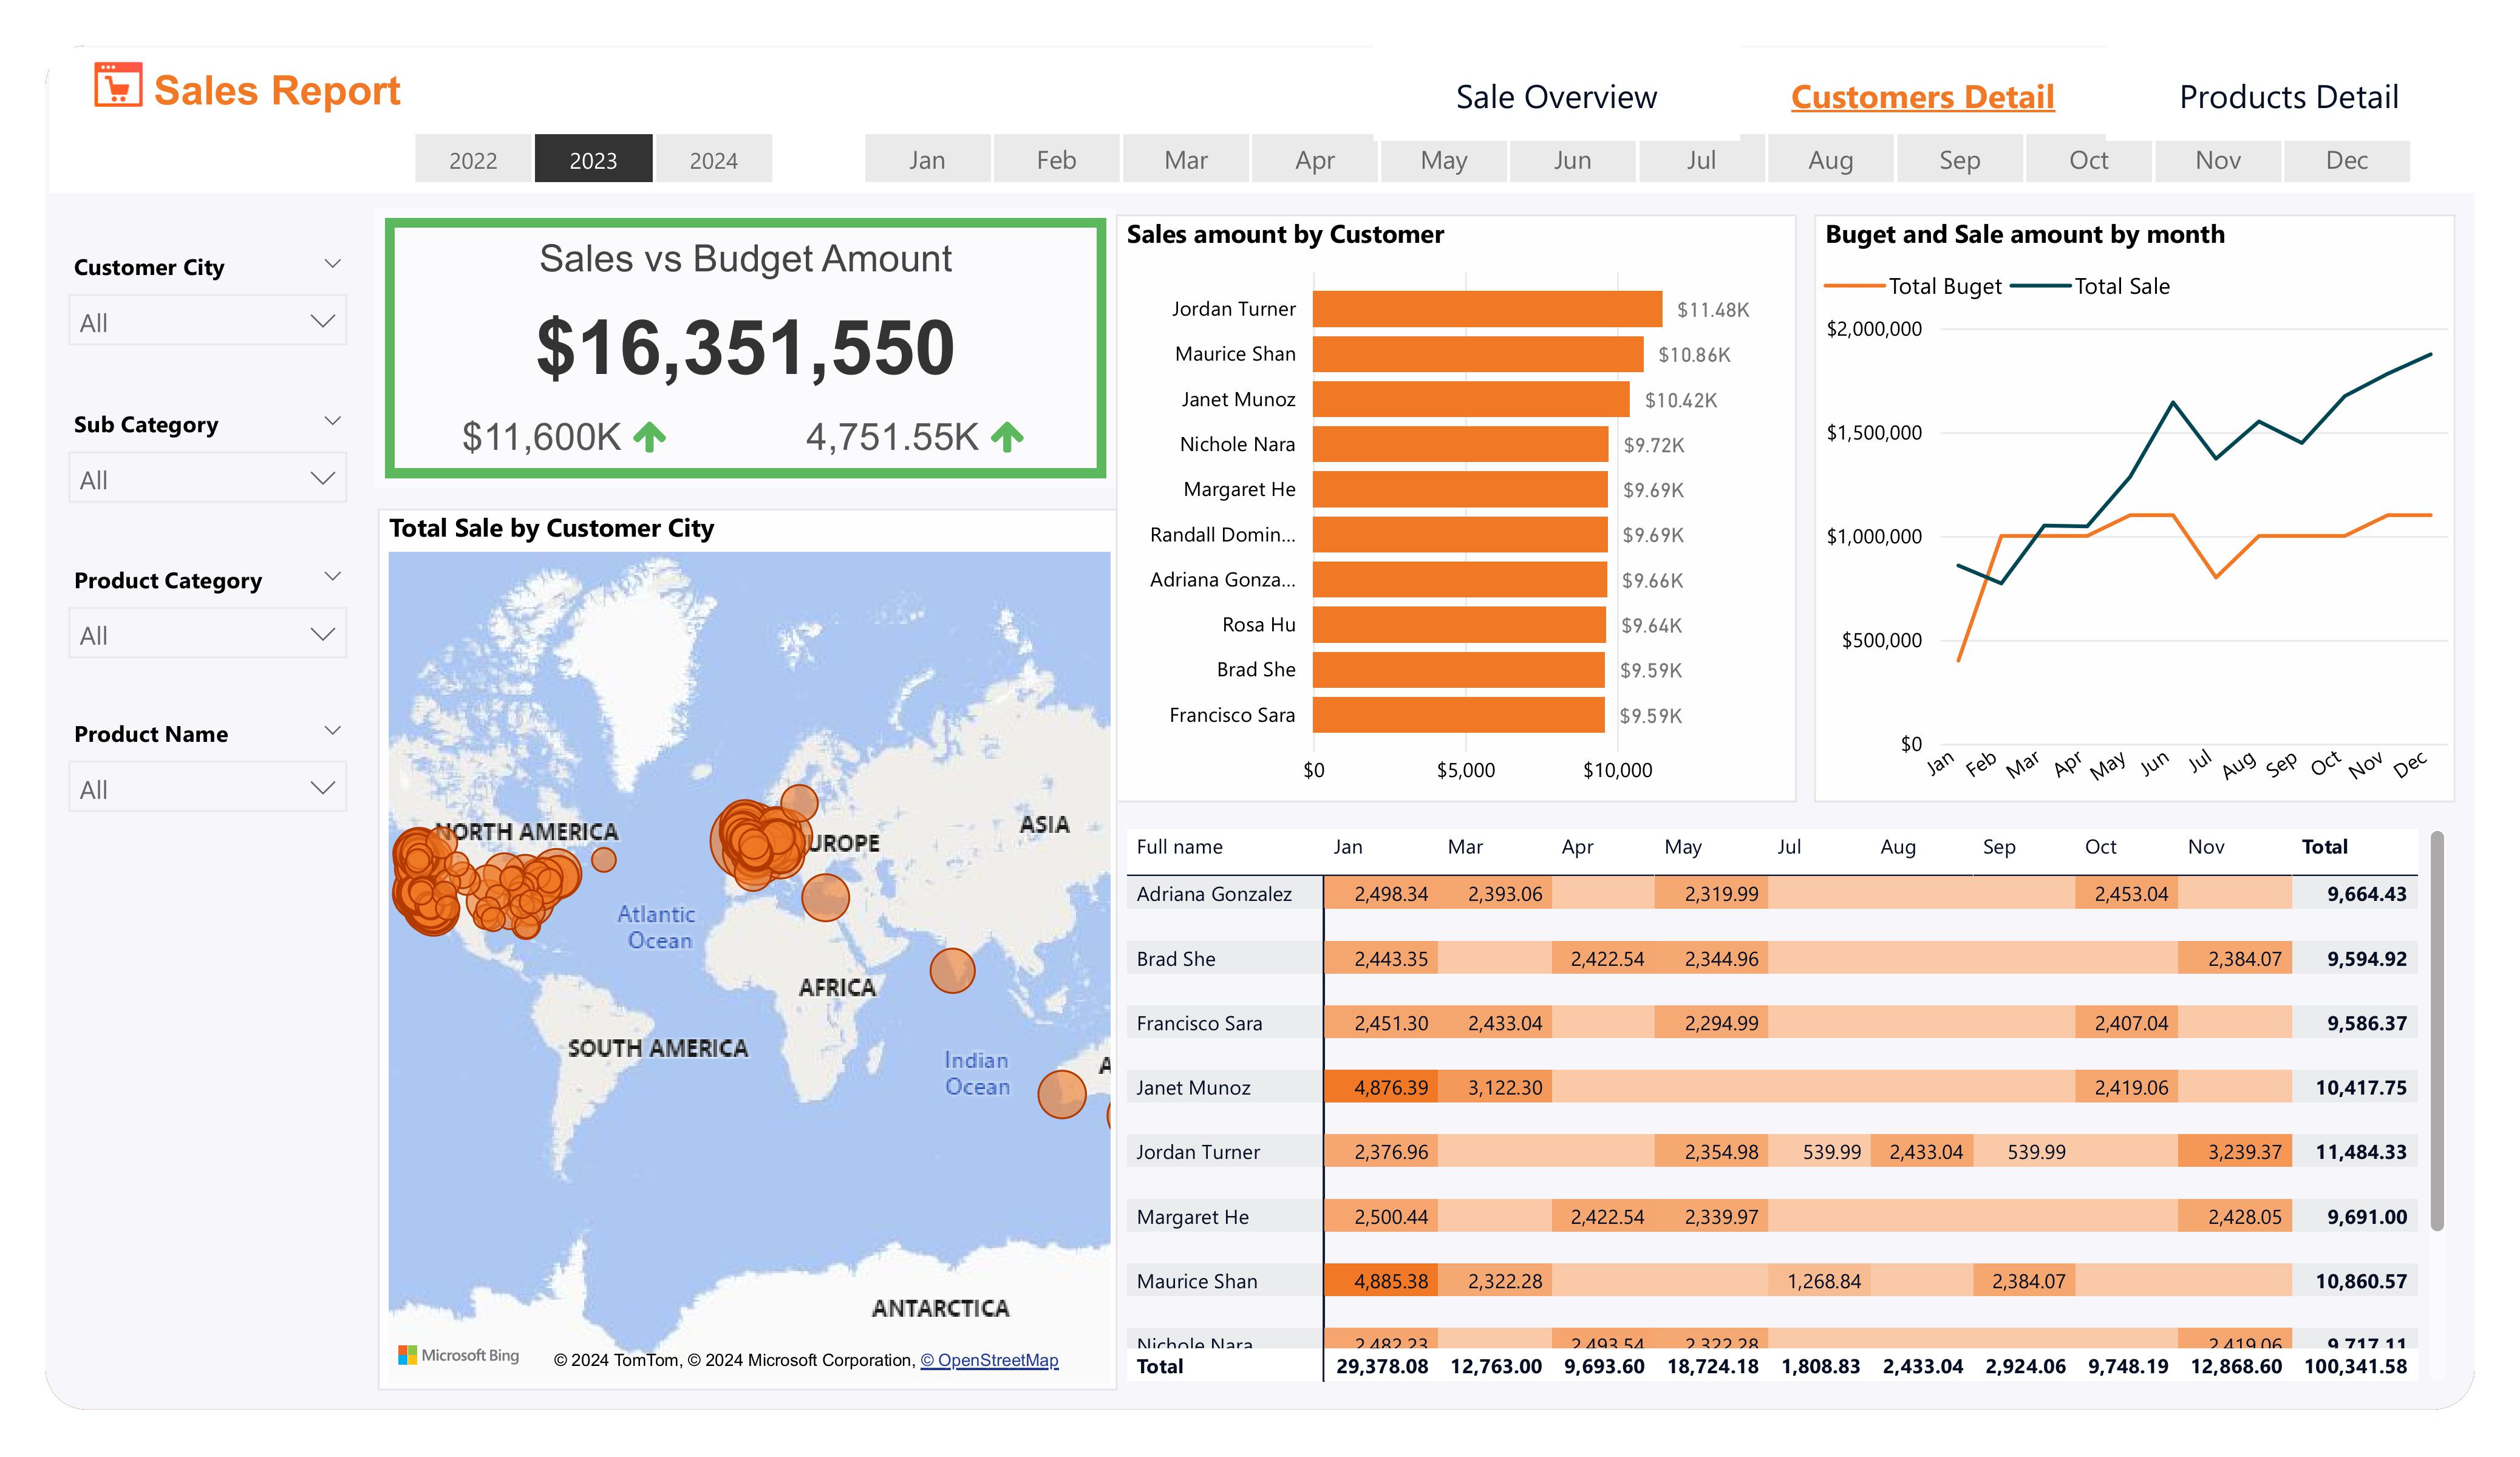 Sales Report
Sale Overview
Customers Detail
Products Detail
2022 2023 2024
Jan Feb Mar Apr May Jun Jul Aug Sep Oct Nov Dec
Customer City
All
Sub Category
All
Product Category
All
Product Name
All
Sales vs Budget Amount
$16,351,550
$11,600K 4,751.55K
Total Sale by Customer City
NORTH AMERICA
UROPE
ASIA
Atlantic
Ocean
AFRICA
SOUTH AMERICA
Indian
Ocean
A
ANTARCTICA
Microsoft Bing
© 2024 TomTom, © 2024 Microsoft Corporation, © OpenStreetMap
Sales amount by Customer
Jordan Turner $11.48K
Maurice Shan $10.86K
Janet Munoz $10.42K
Nichole Nara $9.72K
Margaret He $9.69K
Randall Domin... $9.69K
Adriana Gonza... $9.66K
Rosa Hu $9.64K
Brad She $9.59K
Francisco Sara $9.59K
$0 $5,000 $10,000
Buget and Sale amount by month
Total Buget Total Sale
$2,000,000
$1,500,000
$1,000,000
$500,000
$0
Jan Feb Mar Apr May Jun Jul Aug Sep Oct Nov Dec
Full name Jan Mar Apr May Jul Aug Sep Oct Nov Total
Adriana Gonzalez 2,498.34 2,393.06 2,319.99 2,453.04 9,664.43
Brad She 2,443.35 2,422.54 2,344.96 2,384.07 9,594.92
Francisco Sara 2,451.30 2,433.04 2,294.99 2,407.04 9,586.37
Janet Munoz 4,876.39 3,122.30 2,419.06 10,417.75
Jordan Turner 2,376.96 2,354.98 539.99 2,433.04 539.99 3,239.37 11,484.33
Margaret He 2,500.44 2,422.54 2,339.97 2,428.05 9,691.00
Maurice Shan 4,885.38 2,322.28 1,268.84 2,384.07 10,860.57
Nichole Nara 2,482.23 2,493.54 2,322.28 2,419.06 9,717.11
Total 29,378.08 12,763.00 9,693.60 18,724.18 1,808.83 2,433.04 2,924.06 9,748.19 12,868.60 100,341.58